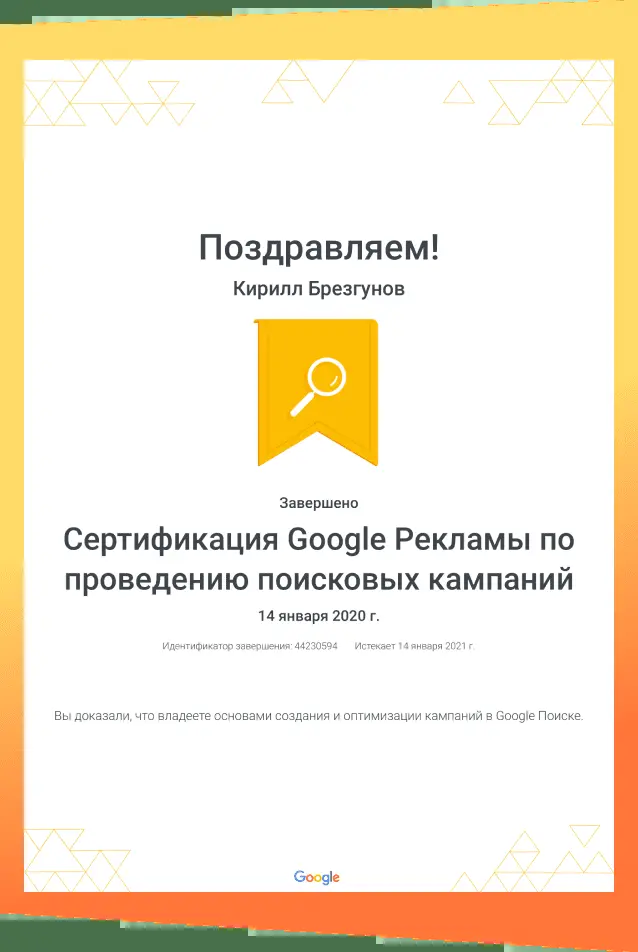 Поздравляем!
Кирилл Брезгунов
Завершено
Сертификация Google Рекламы по
проведению поисковых кампаний
14 января 2020 г.
Идентификатор завершения: 44230594 Истекает 14 января 2021 г.
Вы доказали, что владеете основами создания и оптимизации кампаний в Google Поиске.
Google